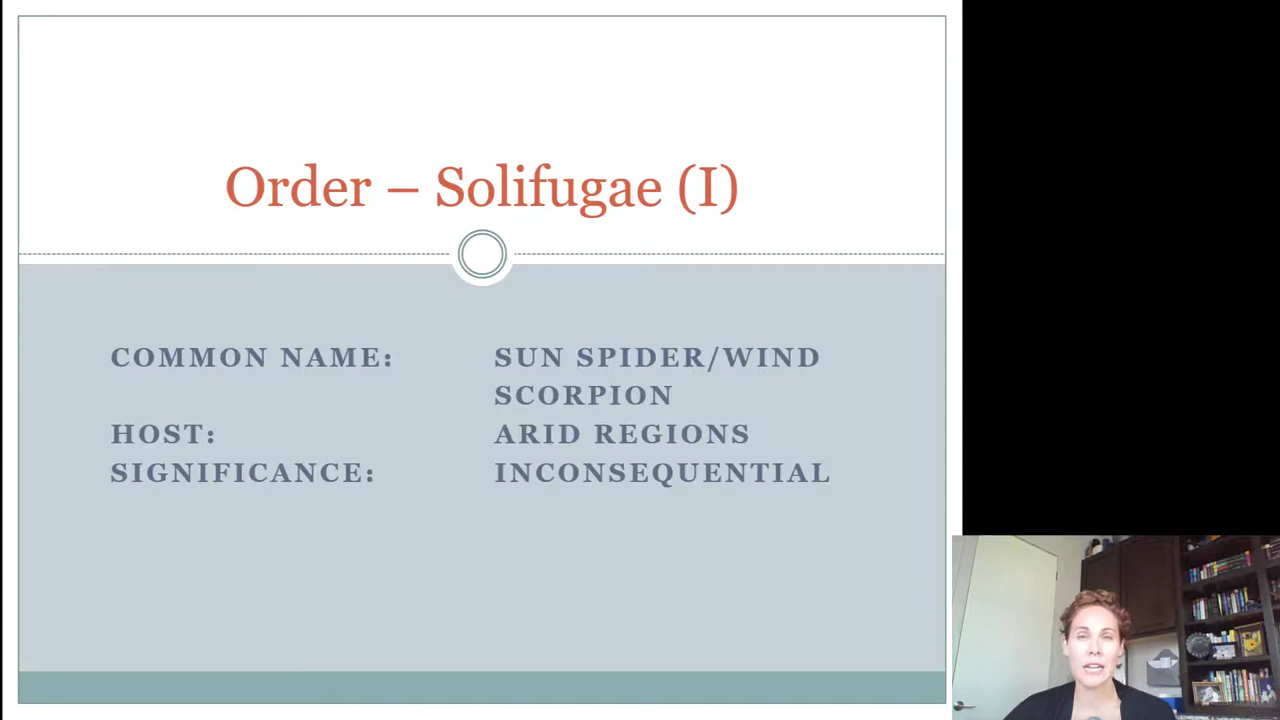 Order – Solifugae (I)
COMMON NAME: SUN SPIDER/WIND
SCORPION
HOST: ARID REGIONS
SIGNIFICANCE: INCONSEQUENTIAL